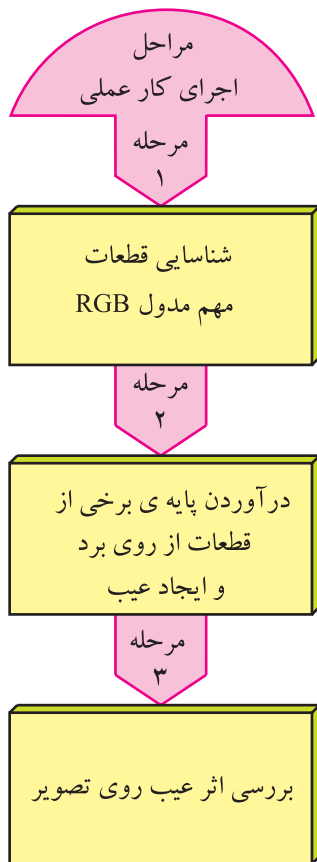 مراحل
اجرای کار عملی
مرحله
۱
شناسایی قطعات
مهم مدول RGB
مرحله
۲
درآوردن پایه ی برخی از
قطعات از روی برد
و ایجاد عیب
مرحله
۳
بررسی اثر عیب روی تصویر